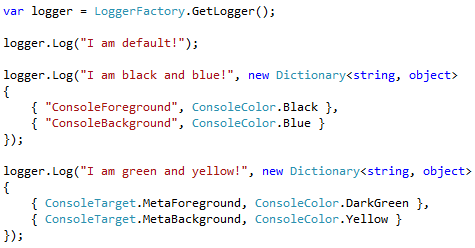 var logger = LoggerFactory.GetLogger();
logger.Log("I am default!");
logger.Log("I am black and blue!", new Dictionary<string, object>
{
    { "ConsoleForeground", ConsoleColor.Black },
    { "ConsoleBackground", ConsoleColor.Blue }
});
logger.Log("I am green and yellow!", new Dictionary<string, object>
{
    { ConsoleTarget.MetaForeground, ConsoleColor.DarkGreen },
    { ConsoleTarget.MetaBackground, ConsoleColor.Yellow }
});